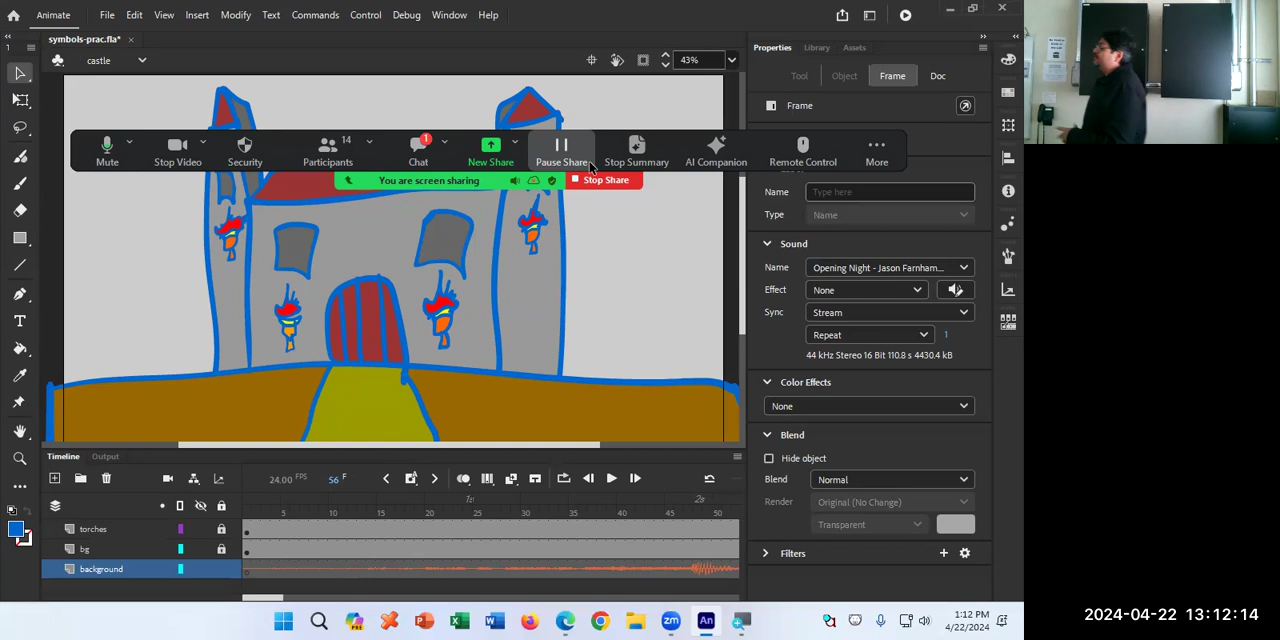 Animate File Edit View Insert Modify Text Commands Control Debug Window Help
symbols-prac.fla*
castle 43%
Properties Library Assets
Tool Object Frame Doc
Frame
Mute Stop Video Security Participants 14 Chat 1 New Share Pause Share Stop Summary AI Companion Remote Control More
You are screen sharing Stop Share
Name Type here
Type Name
Sound
Name Opening Night - Jason Farnham...
Effect None
Sync Stream
Repeat 1
44 kHz Stereo 16 Bit 110.8 s 4430.4 kB
Color Effects
None
Blend
Hide object
Blend Normal
Render Original (No Change)
Transparent
Filters
Timeline Output
24.00 FPS 56 F
1s 2s
5 10 15 20 25 30 35 40 45 50
torches
bg
background
1:12 PM
4/22/2024
2024-04-22 13:12:14